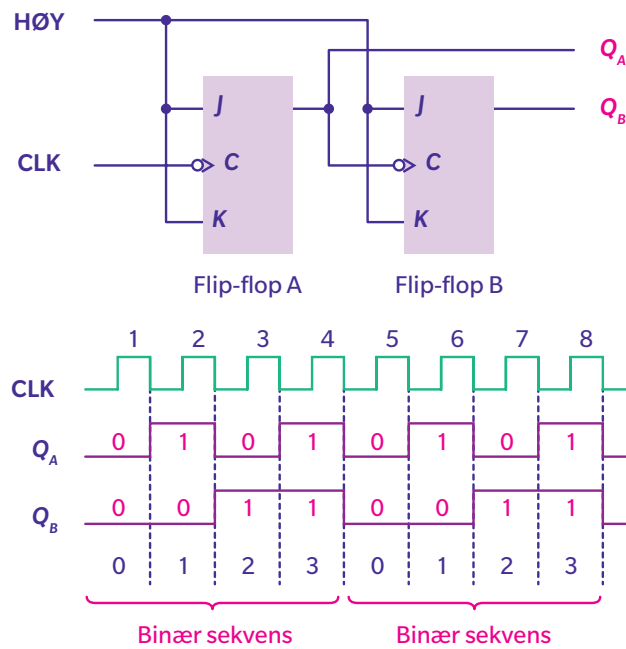 HØY
Q_A
J
J
Q_B
CLK
C
C
K
K
Flip-flop A
Flip-flop B
1 2 3 4 5 6 7 8
CLK
Q_A 0 1 0 1 0 1 0 1
Q_B 0 0 1 1 0 0 1 1
0 1 2 3 0 1 2 3
Binær sekvens
Binær sekvens